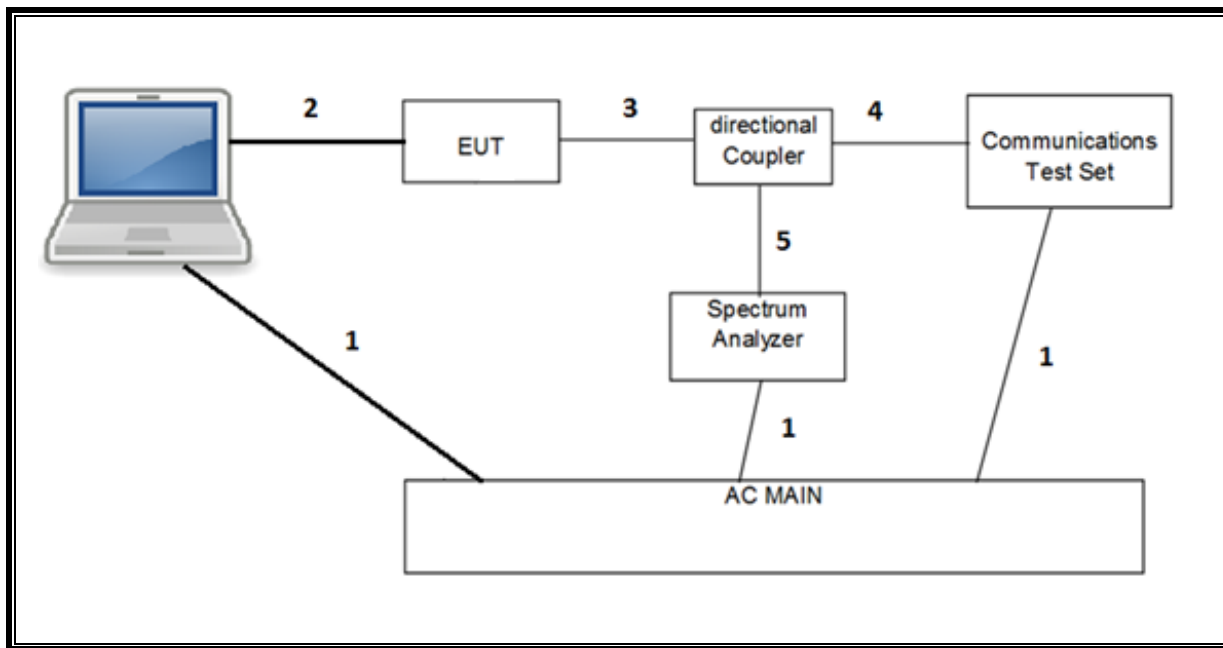 2
EUT
3
directional
Coupler
4
Communications
Test Set
5
Spectrum
Analyzer
1
1
1
AC MAIN